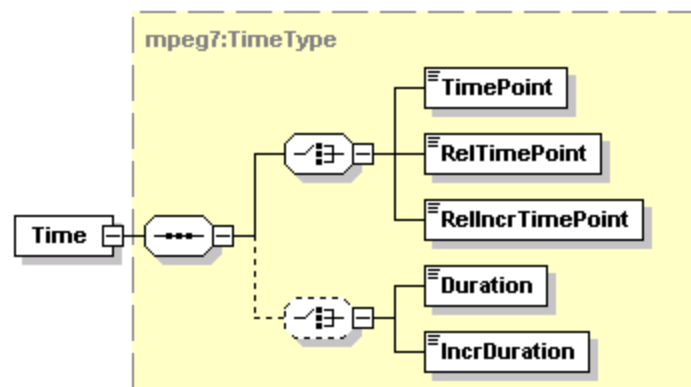 mpeg7:TimeType
TimePoint
RelTimePoint
RelIncrTimePoint
Time
Duration
IncrDuration